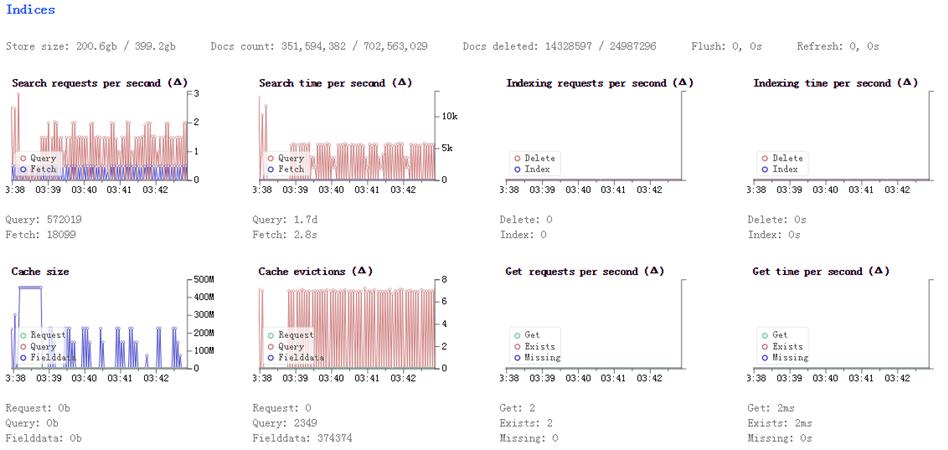 Indices
Store size: 200.6gb / 399.2gb Docs count: 351,594,382 / 702,563,029 Docs deleted: 14328597 / 24987296 Flush: 0, 0s Refresh: 0, 0s
Search requests per second (Δ)
3
2
1
0
Query
Fetch
3:38 03:39 03:40 03:41 03:42
Query: 572019
Fetch: 18099
Search time per second (Δ)
10k
5k
0
Query
Fetch
3:38 03:39 03:40 03:41 03:42
Query: 1.7d
Fetch: 2.8s
Indexing requests per second (Δ)
Delete
Index
3:38 03:39 03:40 03:41 03:42
Delete: 0
Index: 0
Indexing time per second (Δ)
Delete
Index
3:38 03:39 03:40 03:41 03:42
Delete: 0s
Index: 0s
Cache size
500M
400M
300M
200M
100M
Request
Query
Fielddata
3:38 03:39 03:40 03:41 03:42
Request: 0b
Query: 0b
Fielddata: 0b
Cache evictions (Δ)
8
6
4
2
0
Request
Query
Fielddata
3:38 03:39 03:40 03:41 03:42
Request: 0
Query: 2349
Fielddata: 374374
Get requests per second (Δ)
Get
Exists
Missing
3:38 03:39 03:40 03:41 03:42
Get: 2
Exists: 2
Missing: 0
Get time per second (Δ)
Get
Exists
Missing
3:38 03:39 03:40 03:41 03:42
Get: 2ms
Exists: 2ms
Missing: 0s